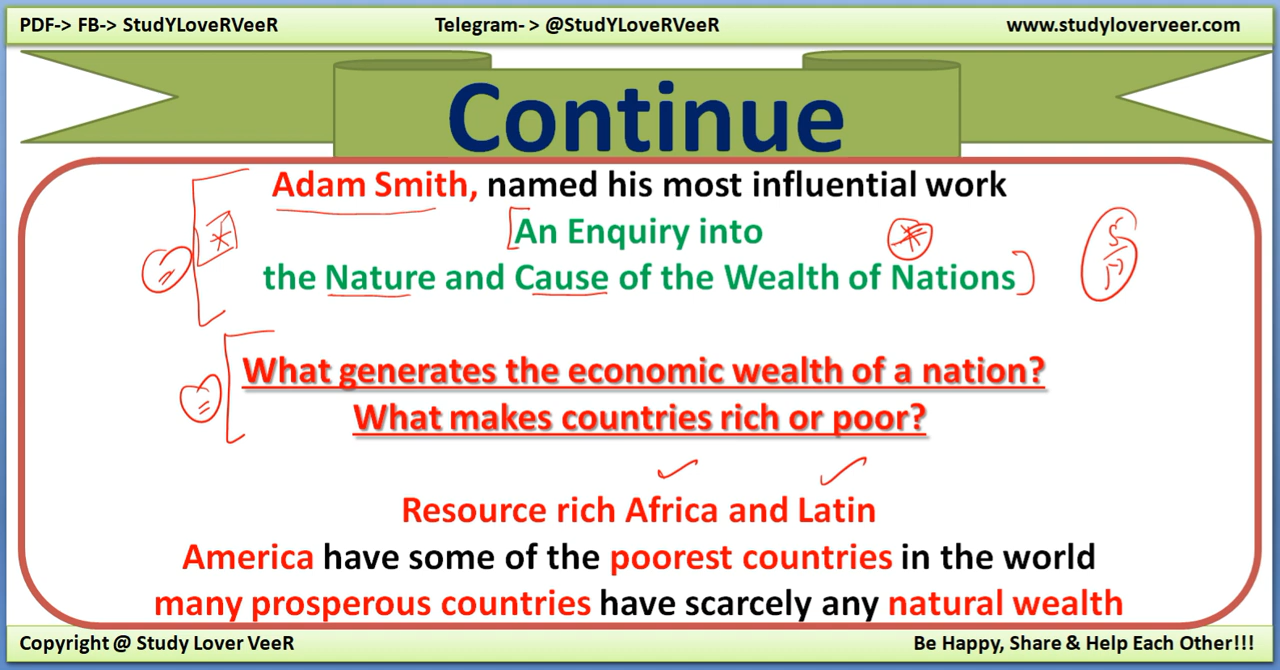 PDF-> FB-> StudYLoveRVeeR
Telegram- > @StudYLoveRVeeR
www.studyloverveer.com
Continue
Adam Smith, named his most influential work
An Enquiry into
the Nature and Cause of the Wealth of Nations
What generates the economic wealth of a nation?
What makes countries rich or poor?
Resource rich Africa and Latin
America have some of the poorest countries in the world
many prosperous countries have scarcely any natural wealth
Copyright @ Study Lover VeeR
Be Happy, Share & Help Each Other!!!